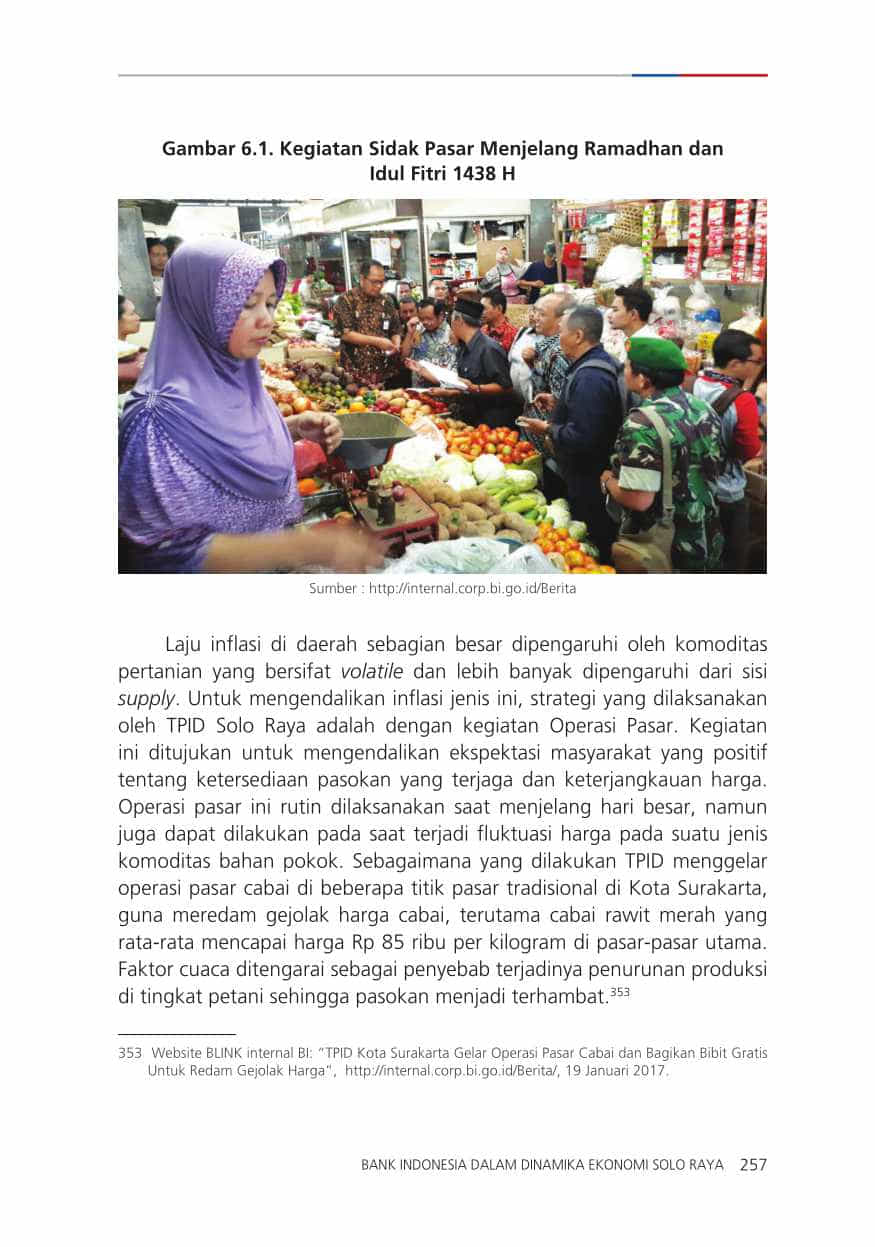 Gambar 6.1. Kegiatan Sidak Pasar Menjelang Ramadhan dan
Idul Fitri 1438 H
Sumber : http://internal.corp.bi.go.id/Berita
Laju inflasi di daerah sebagian besar dipengaruhi oleh komoditas
pertanian yang bersifat volatile dan lebih banyak dipengaruhi dari sisi
supply. Untuk mengendalikan inflasi jenis ini, strategi yang dilaksanakan
oleh TPID Solo Raya adalah dengan kegiatan Operasi Pasar. Kegiatan
ini ditujukan untuk mengendalikan ekspektasi masyarakat yang positif
tentang ketersediaan pasokan yang terjaga dan keterjangkauan harga.
Operasi pasar ini rutin dilaksanakan saat menjelang hari besar, namun
juga dapat dilakukan pada saat terjadi fluktuasi harga pada suatu jenis
komoditas bahan pokok. Sebagaimana yang dilakukan TPID menggelar
operasi pasar cabai di beberapa titik pasar tradisional di Kota Surakarta,
guna meredam gejolak harga cabai, terutama cabai rawit merah yang
rata-rata mencapai harga Rp 85 ribu per kilogram di pasar-pasar utama.
Faktor cuaca ditengarai sebagai penyebab terjadinya penurunan produksi
di tingkat petani sehingga pasokan menjadi terhambat.353
353 Website BLINK internal BI: “TPID Kota Surakarta Gelar Operasi Pasar Cabai dan Bagikan Bibit Gratis
Untuk Redam Gejolak Harga”, http://internal.corp.bi.go.id/Berita/, 19 Januari 2017.
BANK INDONESIA DALAM DINAMIKA EKONOMI SOLO RAYA 257